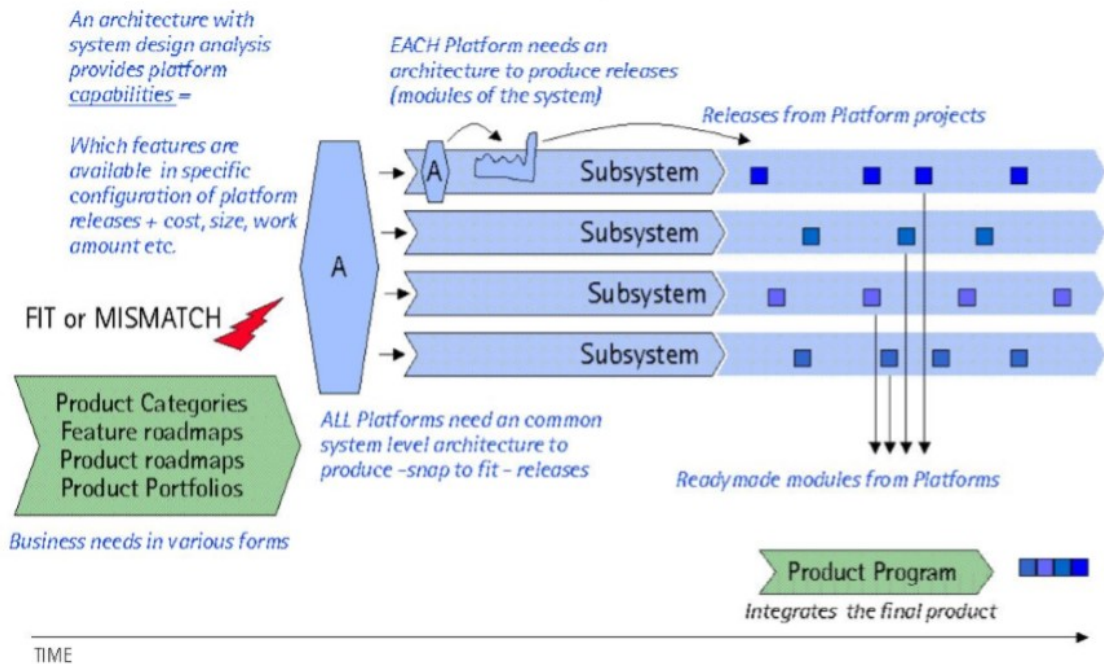 An architecture with
system design analysis
provides platform
capabilities =
Which features are
available in specific
configuration of platform
releases + cost, size, work
amount etc.
EACH Platform needs an
architecture to produce releases
(modules of the system)
Releases from Platform projects
A
A
Subsystem
Subsystem
Subsystem
Subsystem
FIT or MISMATCH
Product Categories
Feature roadmaps
Product roadmaps
Product Portfolios
Business needs in various forms
ALL Platforms need an common
system level architecture to
produce –snap to fit – releases
Readymade modules from Platforms
Product Program
Integrates the final product
TIME